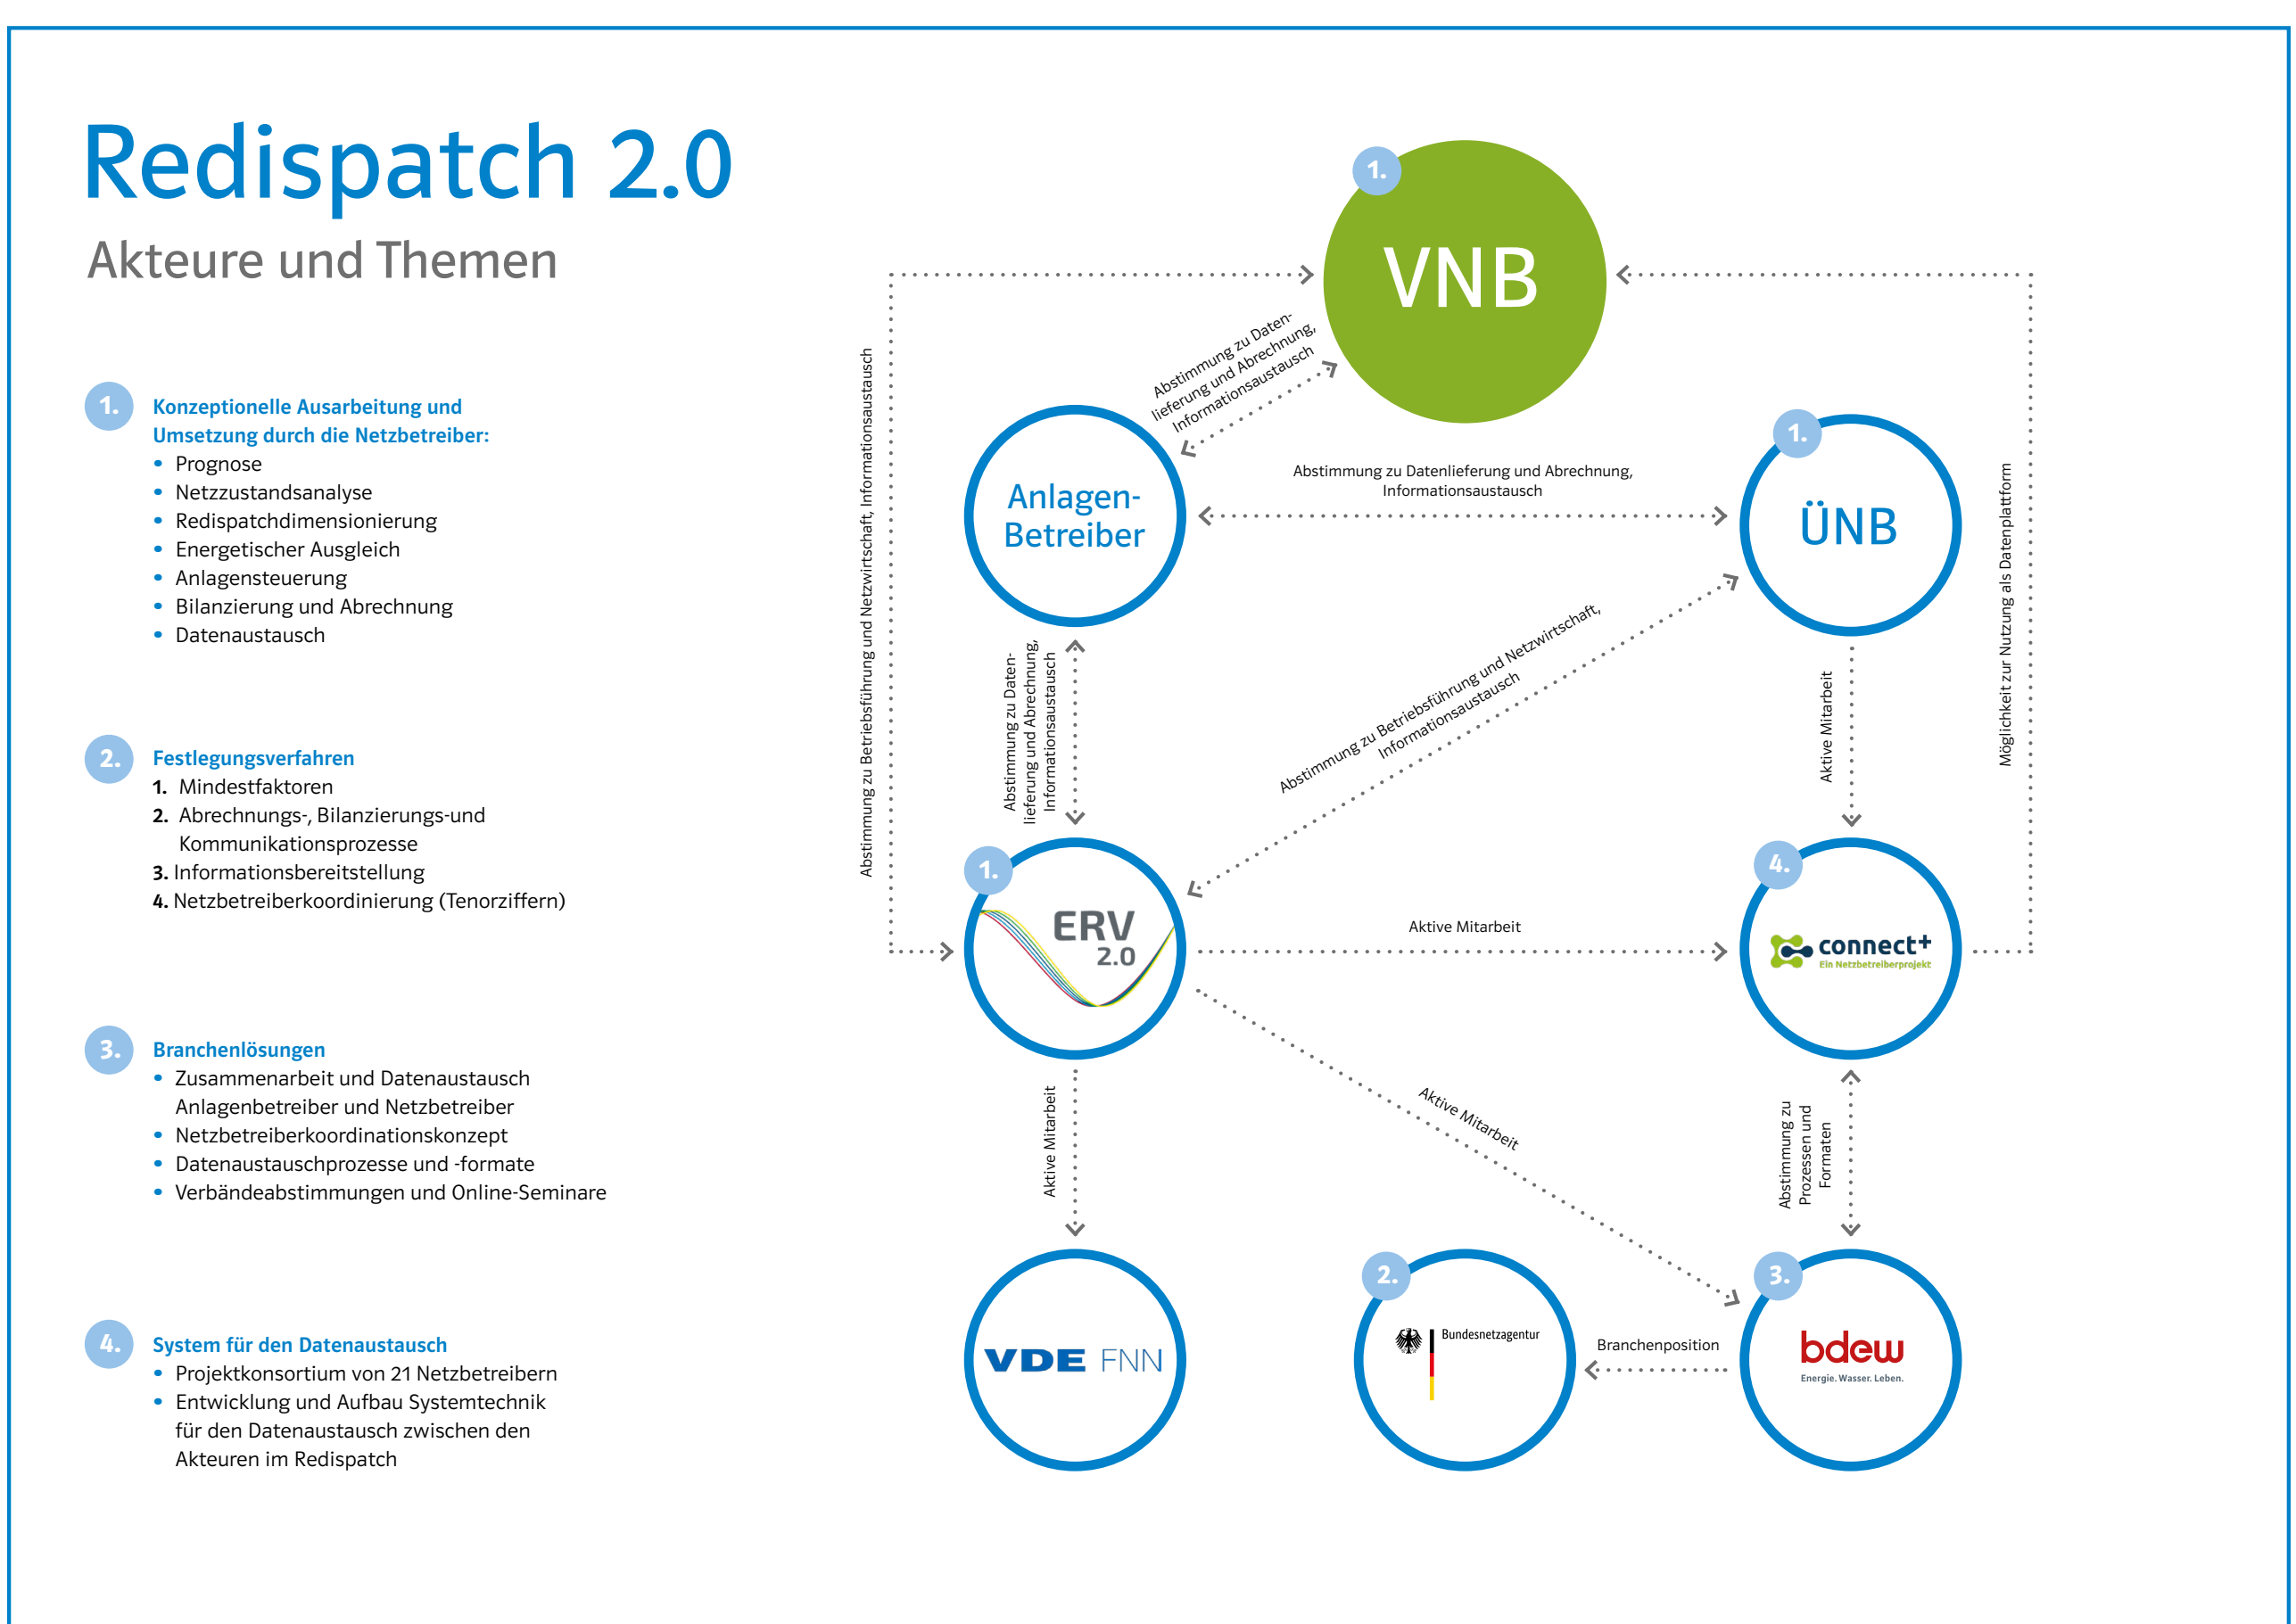 Redispatch 2.0
Akteure und Themen
1.
Konzeptionelle Ausarbeitung und
Umsetzung durch die Netzbetreiber:
• Prognose
• Netzzustandsanalyse
• Redispatchdimensionierung
• Energetischer Ausgleich
• Anlagensteuerung
• Bilanzierung und Abrechnung
• Datenaustausch
2.
Festlegungsverfahren
1. Mindestfaktoren
2. Abrechnungs-, Bilanzierungs-und
Kommunikationsprozesse
3. Informationsbereitstellung
4. Netzbetreiberkoordinierung (Tenorziffern)
3.
Branchenlösungen
• Zusammenarbeit und Datenaustausch
Anlagenbetreiber und Netzbetreiber
• Netzbetreiberkoordinationskonzept
• Datenaustauschprozesse und -formate
• Verbändeabstimmungen und Online-Seminare
4.
System für den Datenaustausch
• Projektkonsortium von 21 Netzbetreibern
• Entwicklung und Aufbau Systemtechnik
für den Datenaustausch zwischen den
Akteuren im Redispatch
1.
VNB
Abstimmung zu Daten-
lieferung und Abrechnung,
Informationsaustausch
Abstimmung zu Betriebsführung und Netzwirtschaft, Informationsaustausch
Anlagen-
Betreiber
Abstimmung zu Datenlieferung und Abrechnung,
Informationsaustausch
1.
ÜNB
Möglichkeit zur Nutzung als Datenplattform
Abstimmung zu Daten-
lieferung und Abrechnung,
Informationsaustausch
Abstimmung zu Betriebsführung und Netzwirtschaft,
Informationsaustausch
Aktive Mitarbeit
1.
ERV
2.0
Aktive Mitarbeit
4.
connect+
Ein Netzbetreiberprojekt
Aktive Mitarbeit
Aktive Mitarbeit
Abstimmung zu
Prozessen und
Formaten
VDE FNN
2.
Bundesnetzagentur
Branchenposition
3.
bdew
Energie. Wasser. Leben.